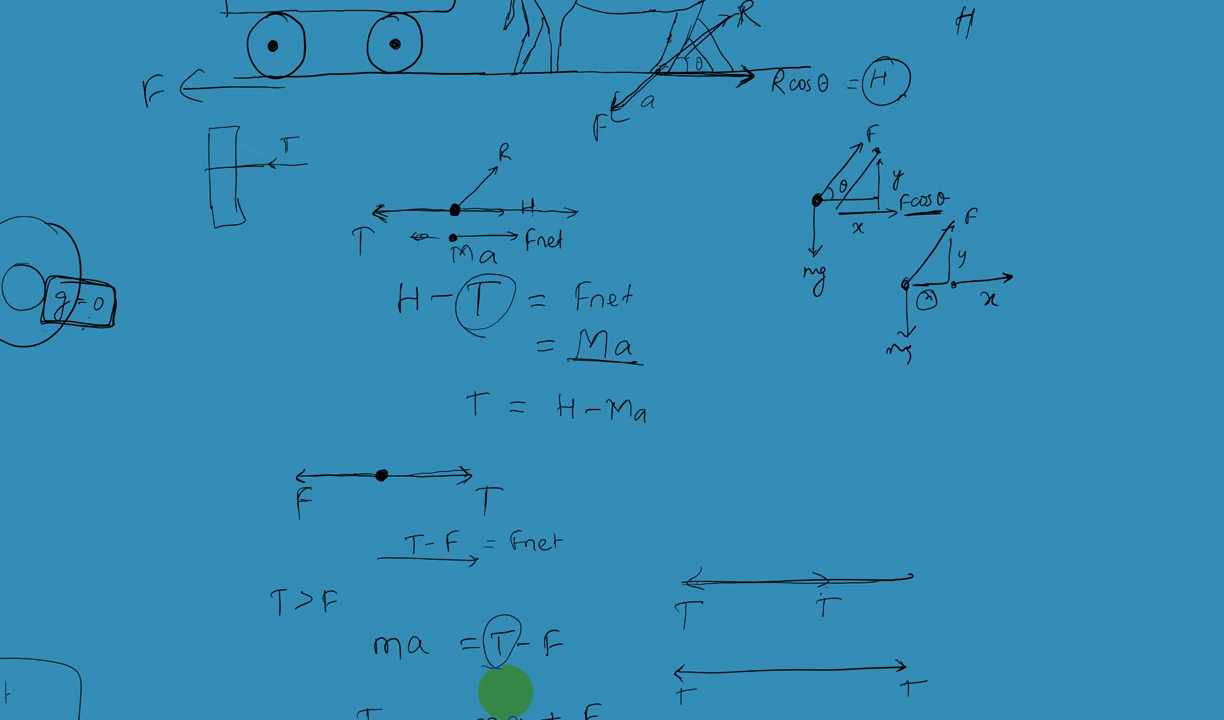 H
R
θ
F
R cos θ = H
a
F
T
F
R
θ
y
F cos θ
x
H
T
Fnet
Ma
mg
F
y
x
x
mg
g = 0
H - T = Fnet
= Ma
T = H - Ma
F
T
T - F = Fnet
T > F
T
T
ma = T - F
T
T